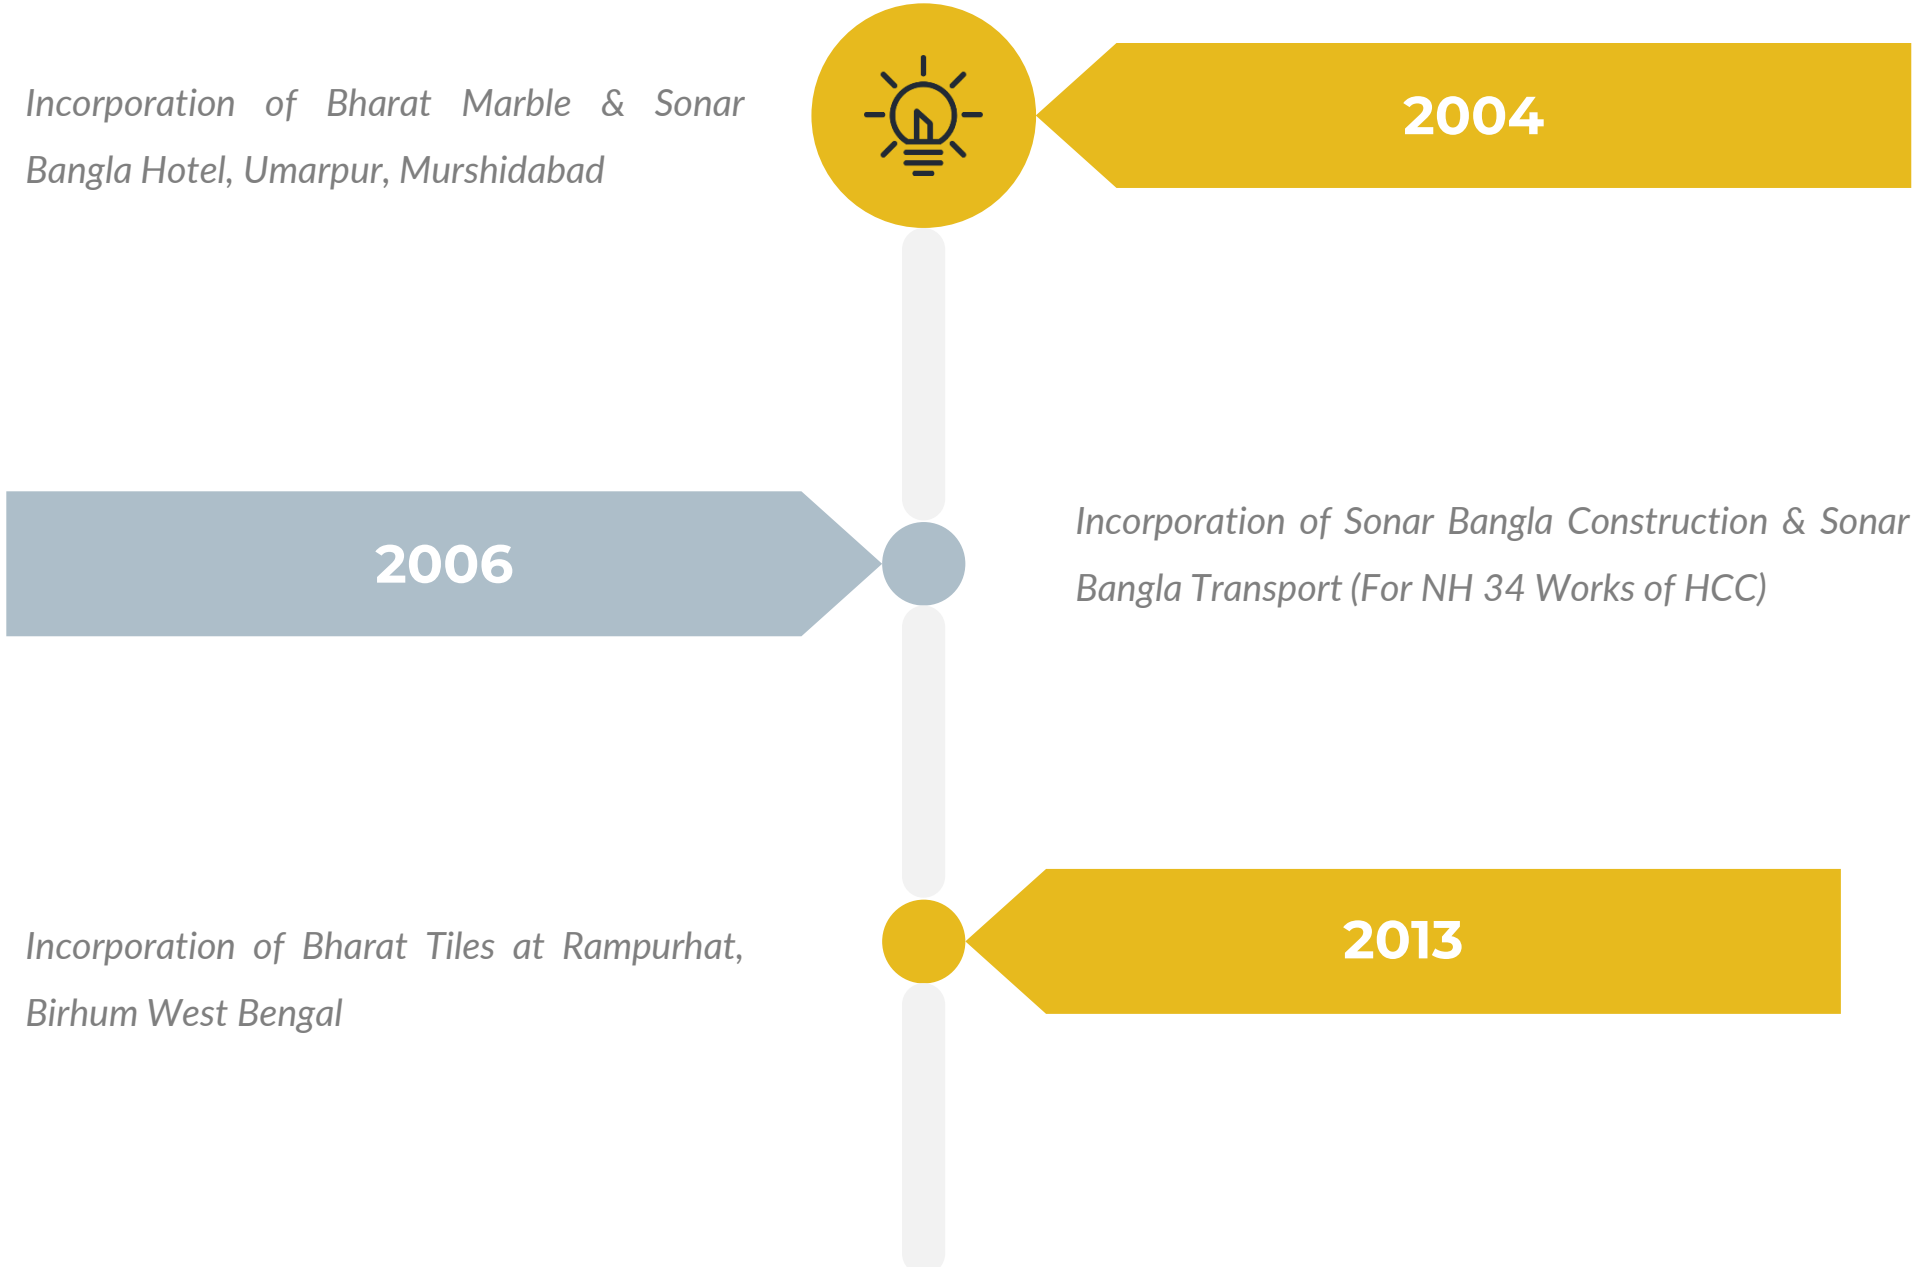 Incorporation of Bharat Marble & Sonar
Bangla Hotel, Umarpur, Murshidabad
2004
2006
Incorporation of Sonar Bangla Construction & Sonar
Bangla Transport (For NH 34 Works of HCC)
Incorporation of Bharat Tiles at Rampurhat,
Birhum West Bengal
2013